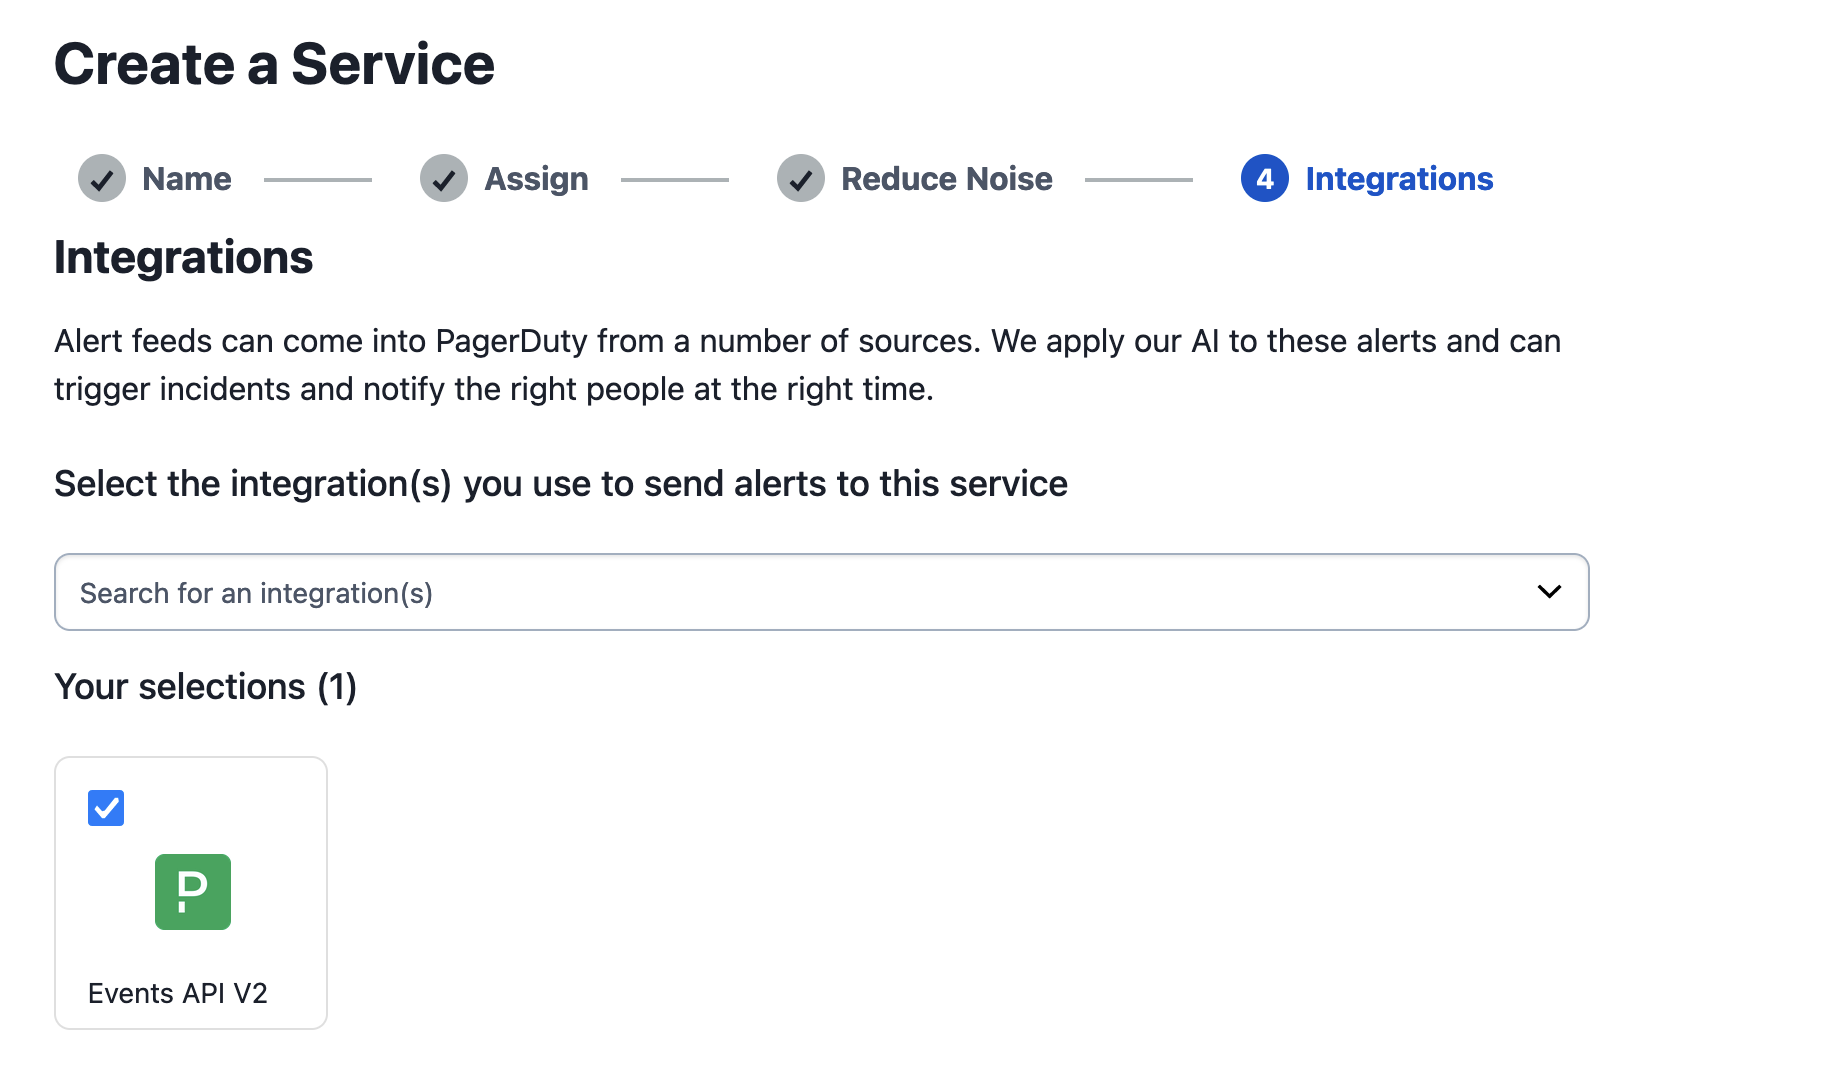 Create a Service
Name
Assign
Reduce Noise
4 Integrations
Integrations
Alert feeds can come into PagerDuty from a number of sources. We apply our AI to these alerts and can
trigger incidents and notify the right people at the right time.
Select the integration(s) you use to send alerts to this service
Search for an integration(s)
Your selections (1)
P
Events API V2